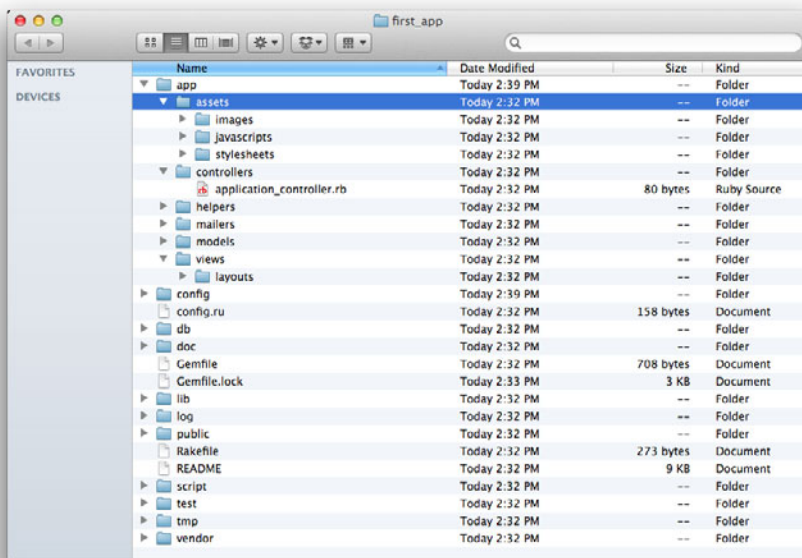 first_app
FAVORITES
DEVICES
Name Date Modified Size Kind
app Today 2:39 PM -- Folder
assets Today 2:32 PM -- Folder
images Today 2:32 PM -- Folder
javascripts Today 2:32 PM -- Folder
stylesheets Today 2:32 PM -- Folder
controllers Today 2:32 PM -- Folder
rb application_controller.rb Today 2:32 PM 80 bytes Ruby Source
helpers Today 2:32 PM -- Folder
mailers Today 2:32 PM -- Folder
models Today 2:32 PM -- Folder
views Today 2:32 PM -- Folder
layouts Today 2:32 PM -- Folder
config Today 2:39 PM -- Folder
config.ru Today 2:32 PM 158 bytes Document
db Today 2:32 PM -- Folder
doc Today 2:32 PM -- Folder
Gemfile Today 2:32 PM 708 bytes Document
Gemfile.lock Today 2:33 PM 3 KB Document
lib Today 2:32 PM -- Folder
log Today 2:32 PM -- Folder
public Today 2:32 PM -- Folder
Rakefile Today 2:32 PM 273 bytes Document
README Today 2:32 PM 9 KB Document
script Today 2:32 PM -- Folder
test Today 2:32 PM -- Folder
tmp Today 2:32 PM -- Folder
vendor Today 2:32 PM -- Folder